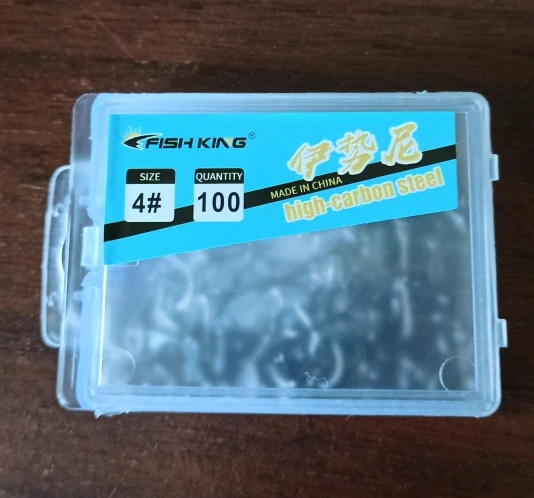 FISH KING®
伊势尼
SIZE
4#
QUANTITY
100
MADE IN CHINA
high-carbon steel